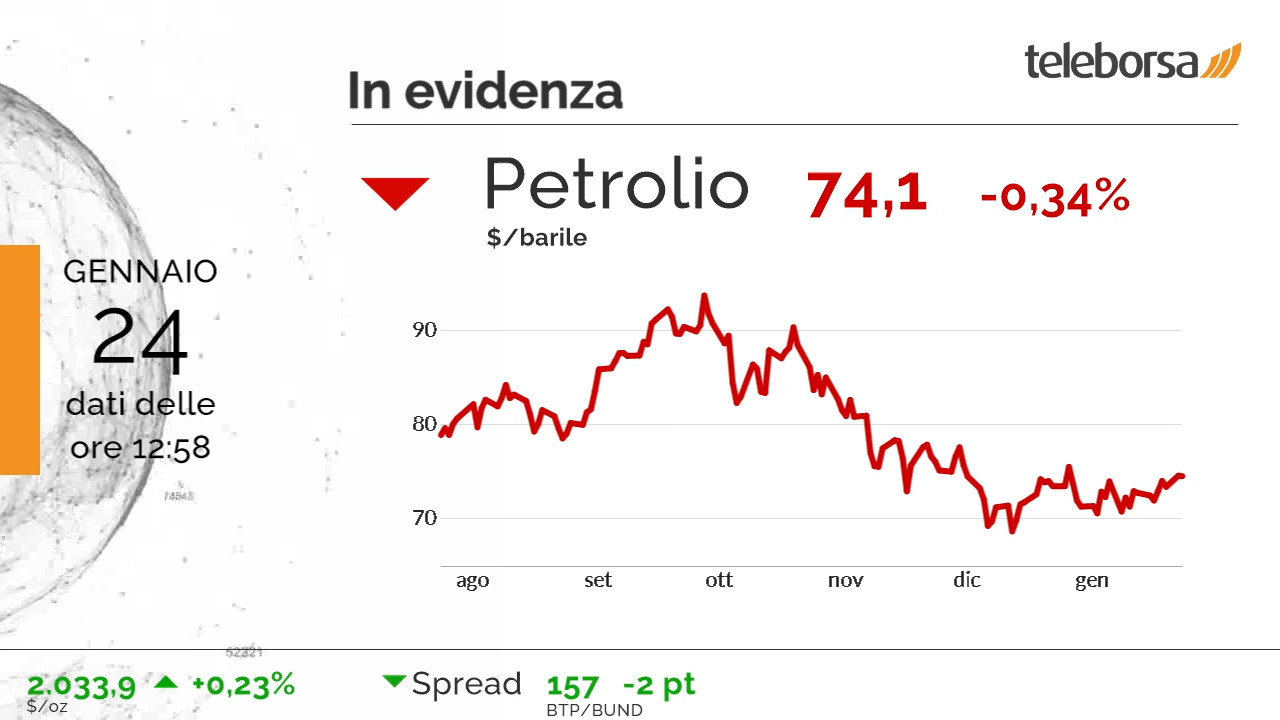 teleborsa
In evidenza
Petrolio 74,1 -0,34%
$/barile
GENNAIO
24
dati delle
ore 12:58
90
80
70
ago set ott nov dic gen
2.033,9 +0,23%
$/oz
Spread 157 -2 pt
BTP/BUND